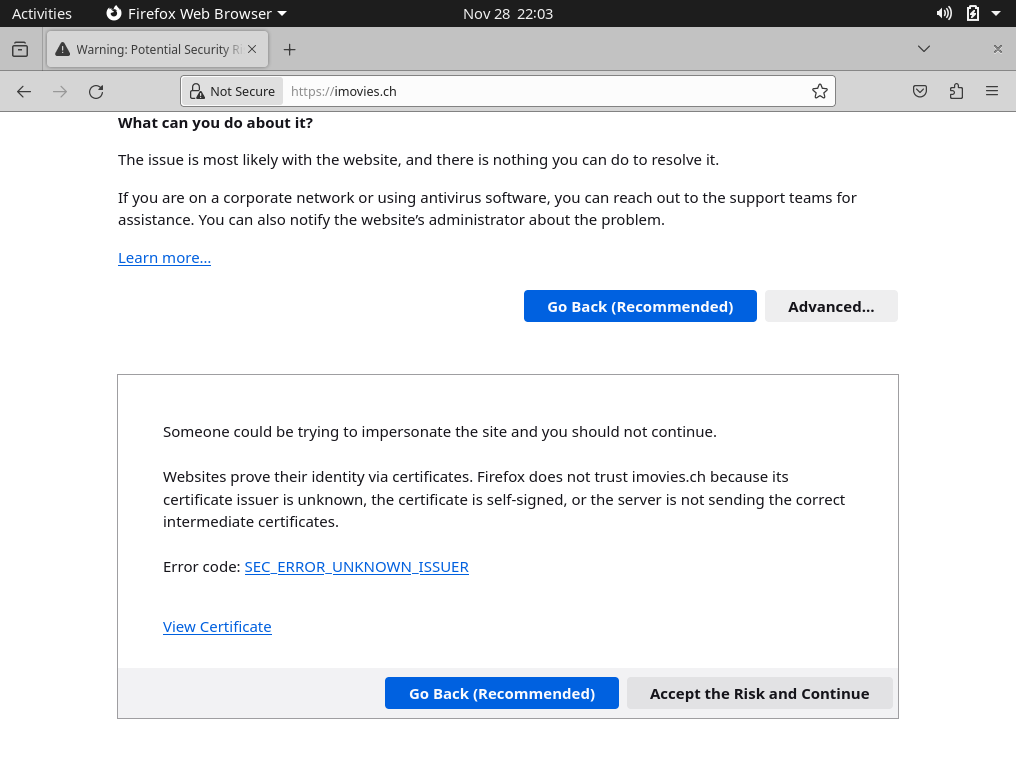 Activities
Firefox Web Browser
Nov 28 22:03
Warning: Potential Security Ri
Not Secure
https://imovies.ch
What can you do about it?
The issue is most likely with the website, and there is nothing you can do to resolve it.
If you are on a corporate network or using antivirus software, you can reach out to the support teams for
assistance. You can also notify the website’s administrator about the problem.
Learn more…
Go Back (Recommended)
Advanced…
Someone could be trying to impersonate the site and you should not continue.
Websites prove their identity via certificates. Firefox does not trust imovies.ch because its
certificate issuer is unknown, the certificate is self-signed, or the server is not sending the correct
intermediate certificates.
Error code: SEC_ERROR_UNKNOWN_ISSUER
View Certificate
Go Back (Recommended)
Accept the Risk and Continue